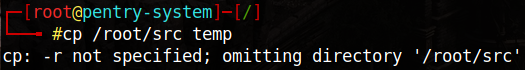 ┌─[root@pentry-system]─[/]
└──╼ #cp /root/src temp
cp: -r not specified; omitting directory '/root/src'